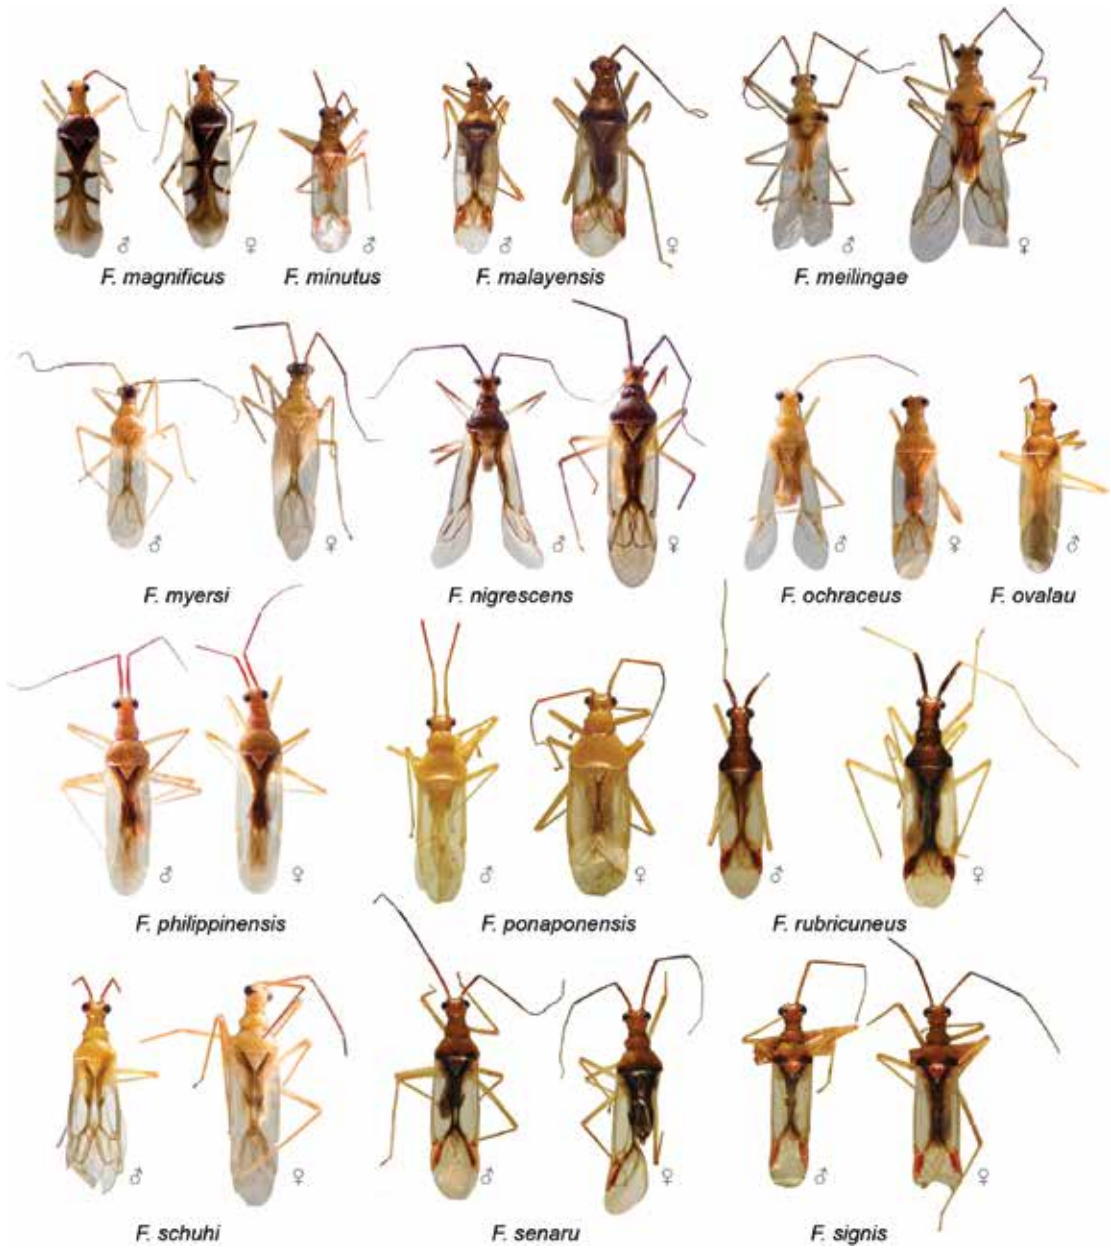 ♂ ♀ ♂ ♂ ♀ ♂ ♀
F. magnificus F. minutus F. malayensis F. meilingae
♂ ♀ ♂ ♀ ♂ ♀ ♂
F. myersi F. nigrescens F. ochraceus F. ovalau
♂ ♀ ♂ ♀ ♂ ♀
F. philippinensis F. ponaponensis F. rubricuneus
♂ ♀ ♂ ♀ ♂ ♀
F. schuhi F. senaru F. signis